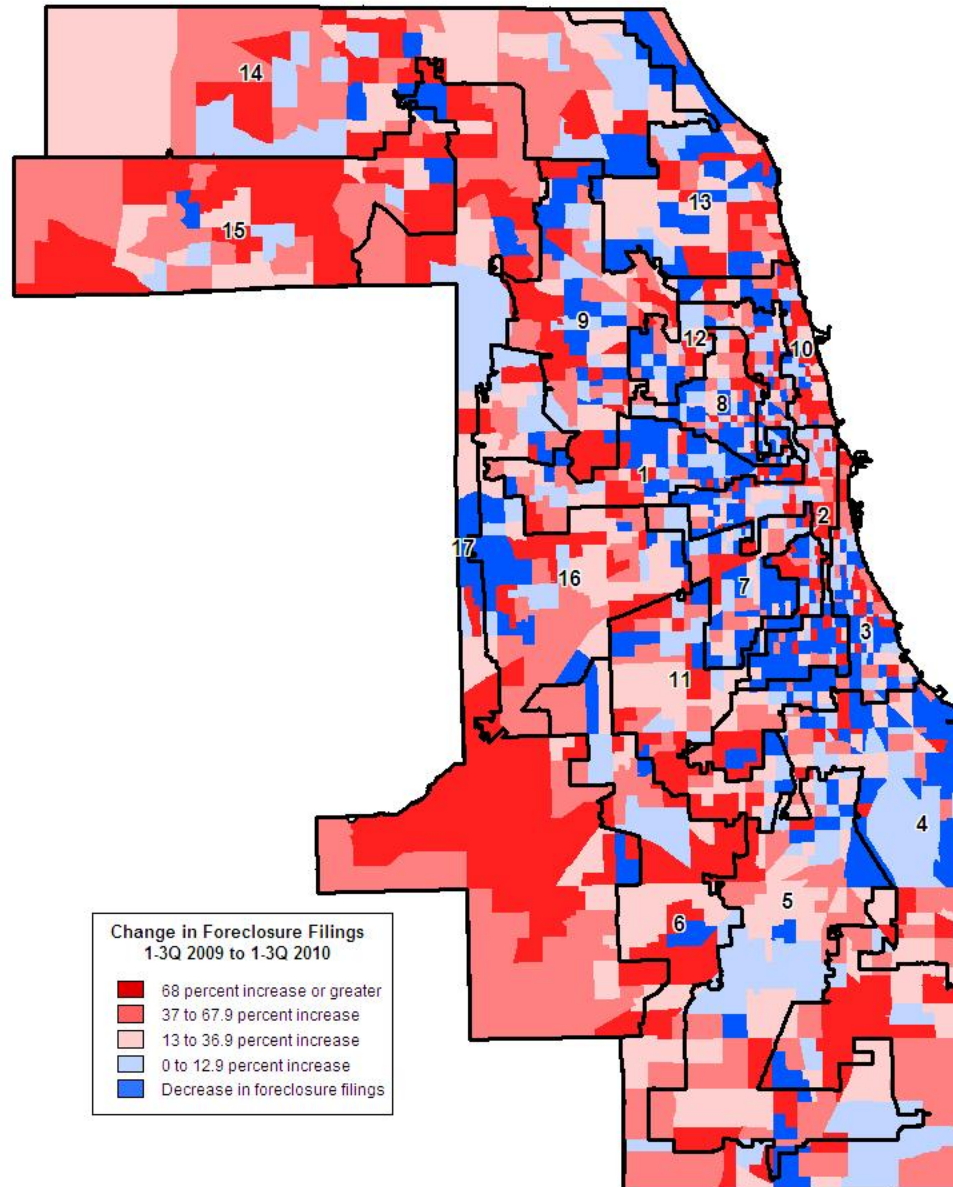 14
13
15
9
12
10
8
1
2
17
16
7
3
11
4
5
6
Change in Foreclosure Filings
1-3Q 2009 to 1-3Q 2010
68 percent increase or greater
37 to 67.9 percent increase
13 to 36.9 percent increase
0 to 12.9 percent increase
Decrease in foreclosure filings